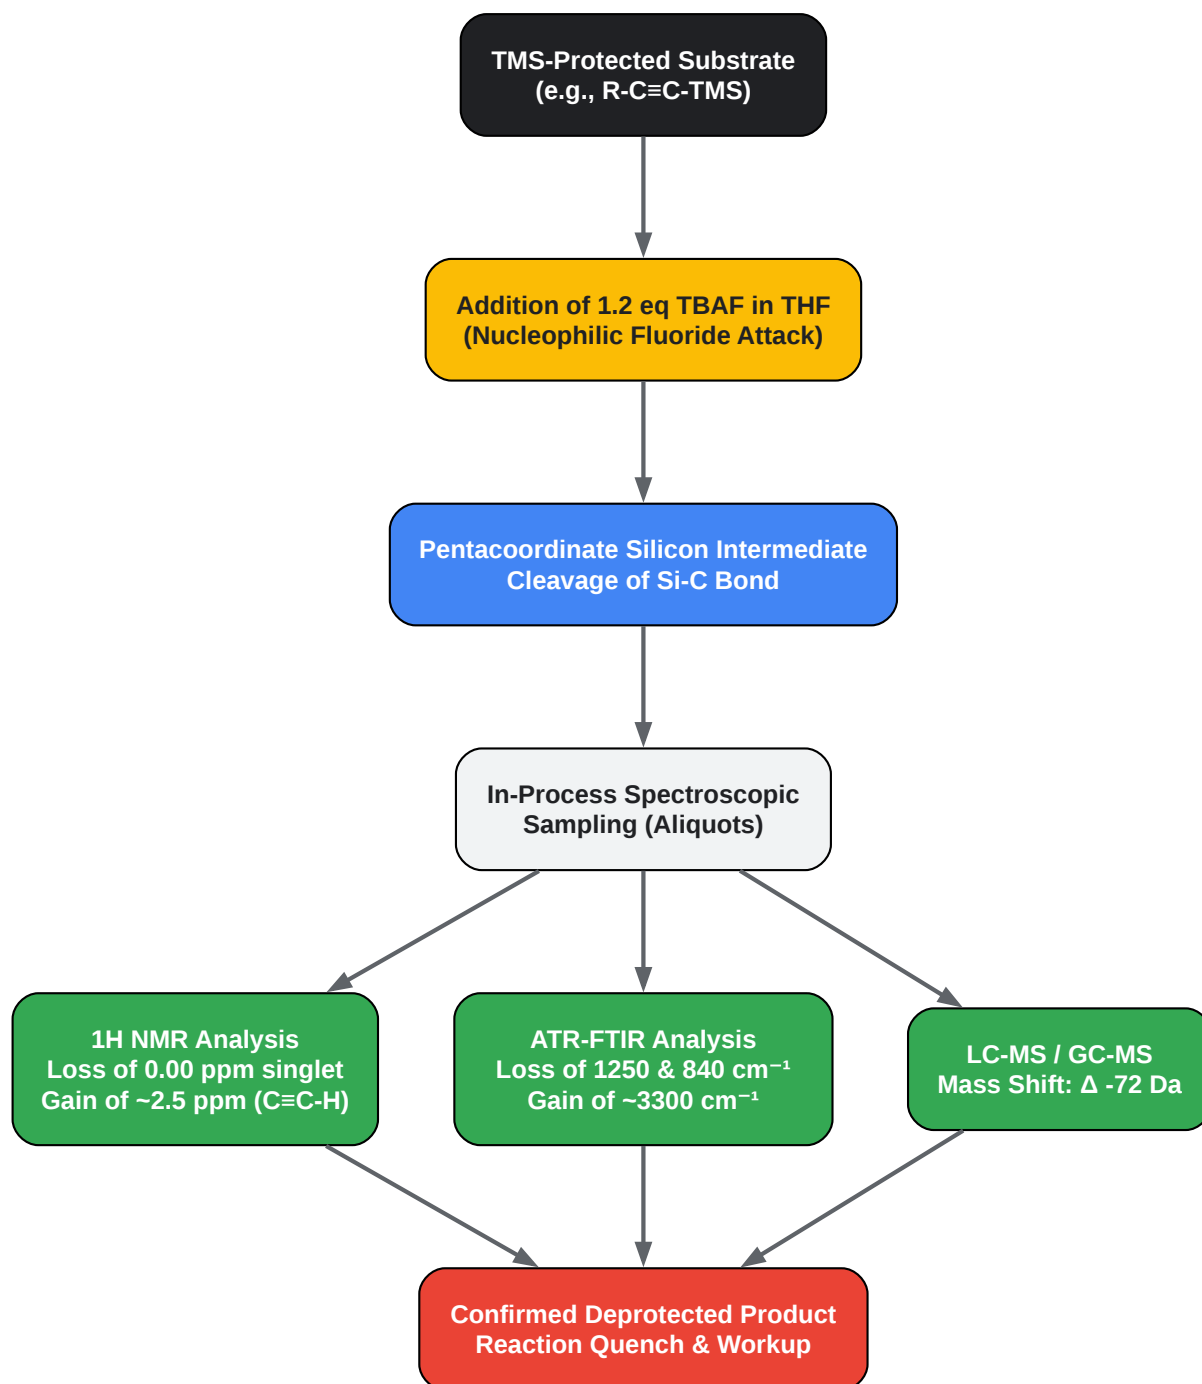 TMS-Protected Substrate
(e.g., R-C≡C-TMS)
Addition of 1.2 eq TBAF in THF
(Nucleophilic Fluoride Attack)
Pentacoordinate Silicon Intermediate
Cleavage of Si-C Bond
In-Process Spectroscopic
Sampling (Aliquots)
1H NMR Analysis
Loss of 0.00 ppm singlet
Gain of ~2.5 ppm (C≡C-H)
ATR-FTIR Analysis
Loss of 1250 & 840 cm⁻¹
Gain of ~3300 cm⁻¹
LC-MS / GC-MS
Mass Shift: Δ -72 Da
Confirmed Deprotected Product
Reaction Quench & Workup